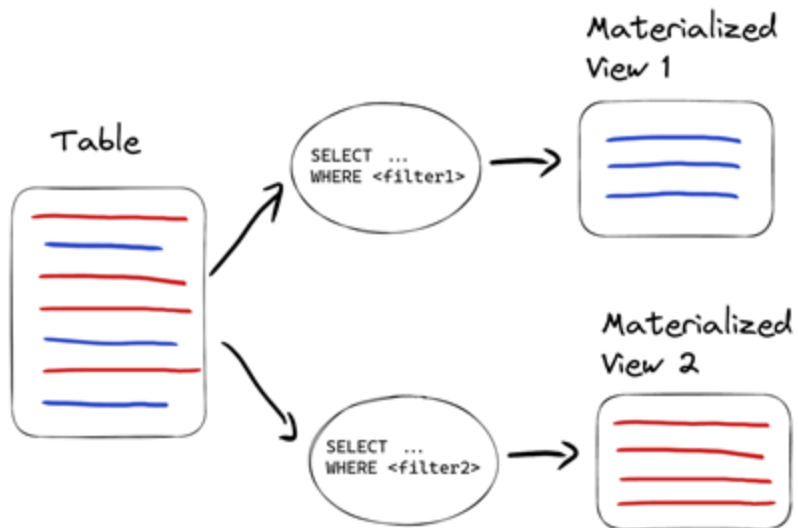 Materialized
View 1
Table
SELECT ...
WHERE <filter1>
Materialized
View 2
SELECT ...
WHERE <filter2>